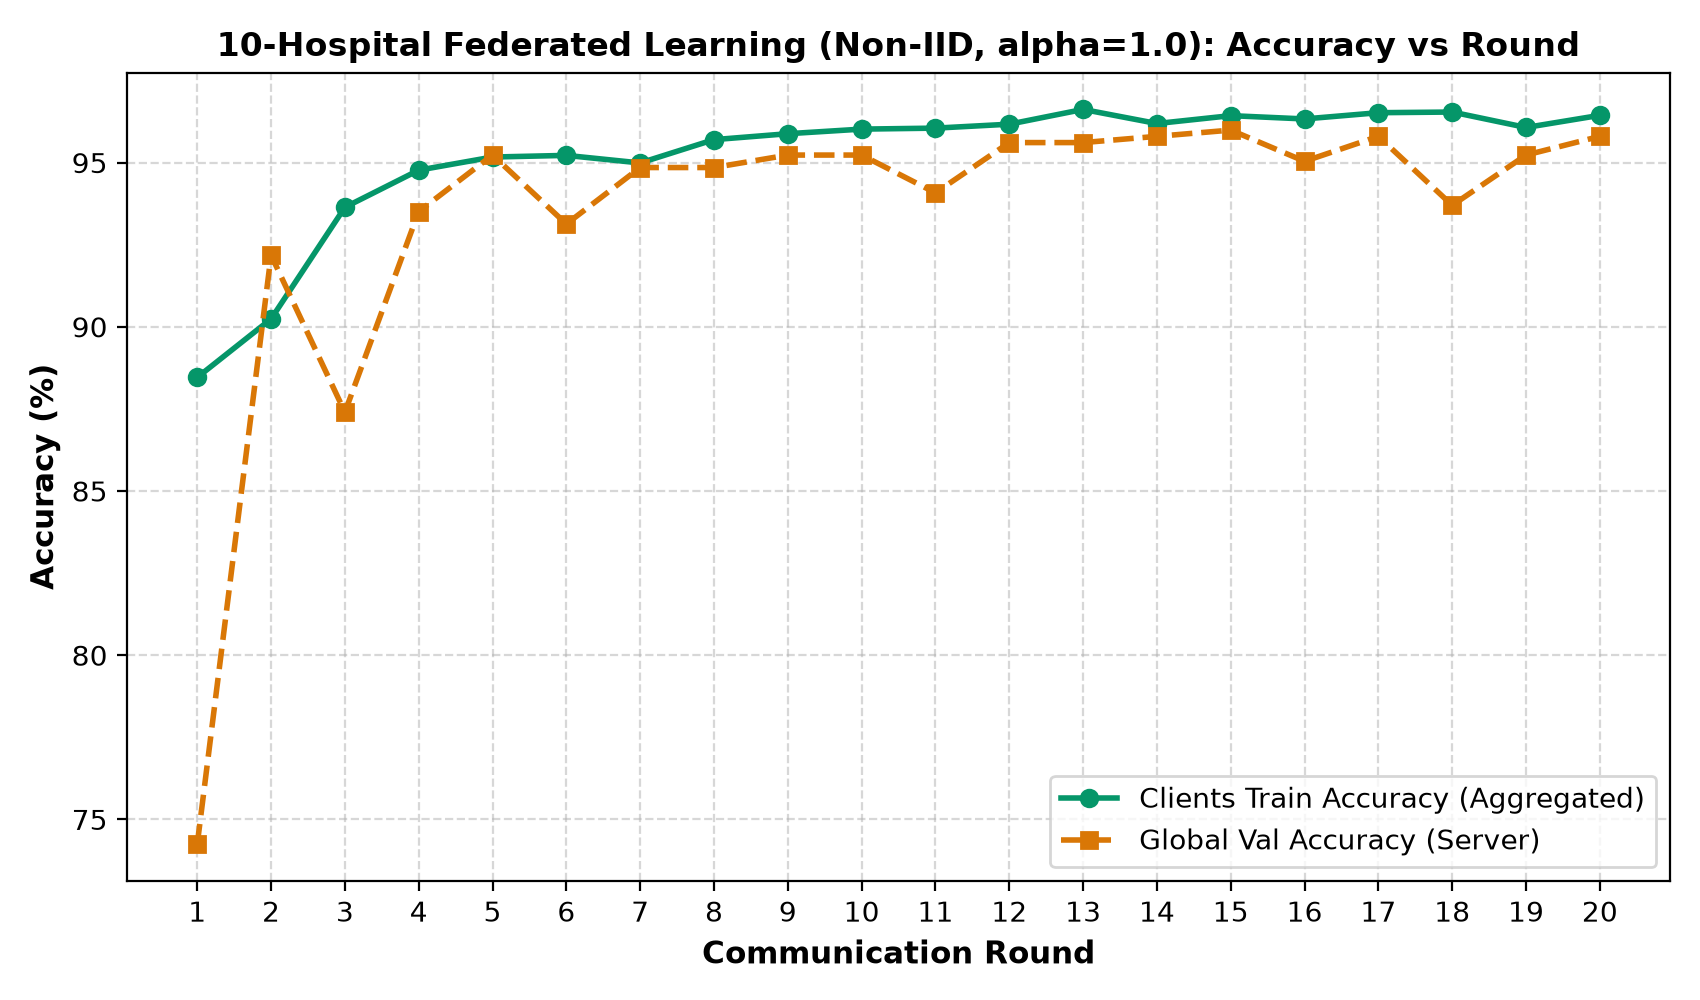 10-Hospital Federated Learning (Non-IID, alpha=1.0): Accuracy vs Round
Accuracy (%)
95
90
85
80
75
Clients Train Accuracy (Aggregated)
Global Val Accuracy (Server)
1 2 3 4 5 6 7 8 9 10 11 12 13 14 15 16 17 18 19 20
Communication Round